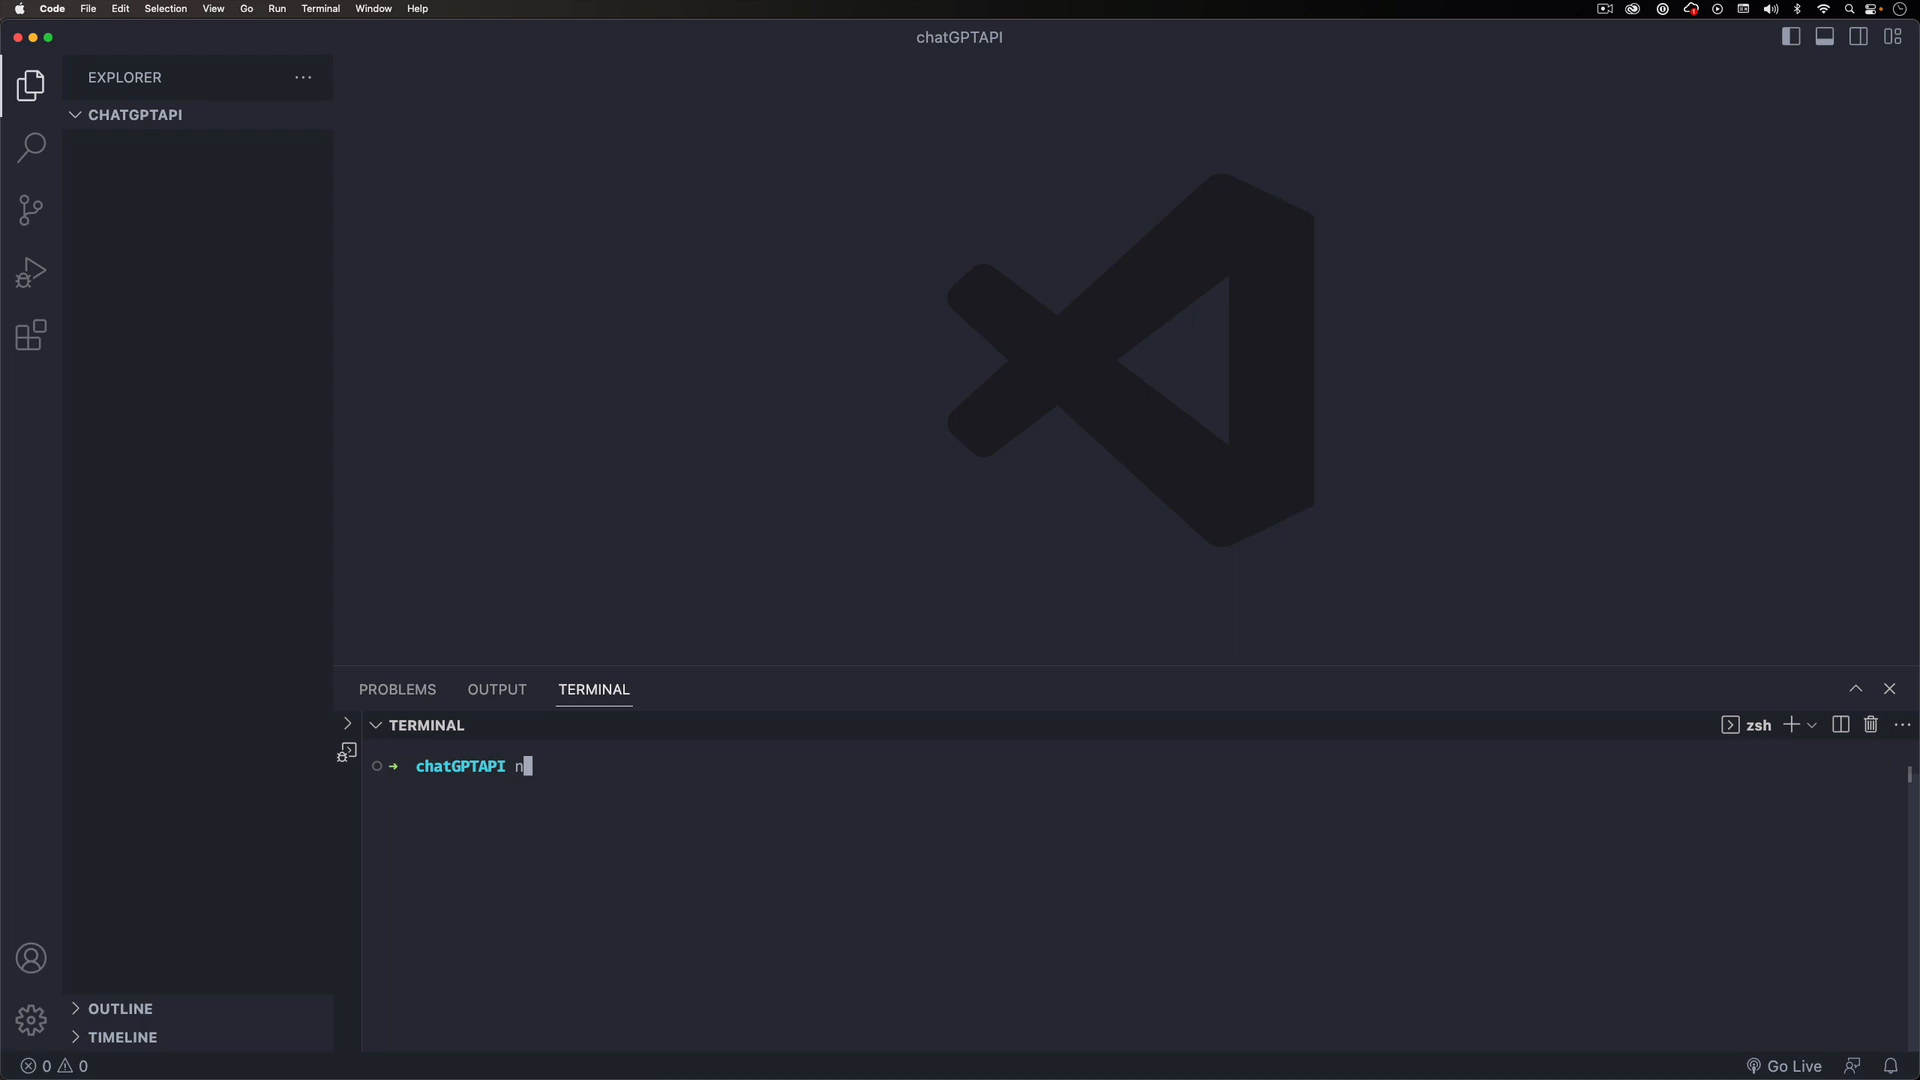 Code File Edit Selection View Go Run Terminal Window Help
chatGPTAPI
EXPLORER
CHATGPTAPI
PROBLEMS OUTPUT TERMINAL
TERMINAL
zsh
chatGPTAPI n
OUTLINE
TIMELINE
0 0
Go Live